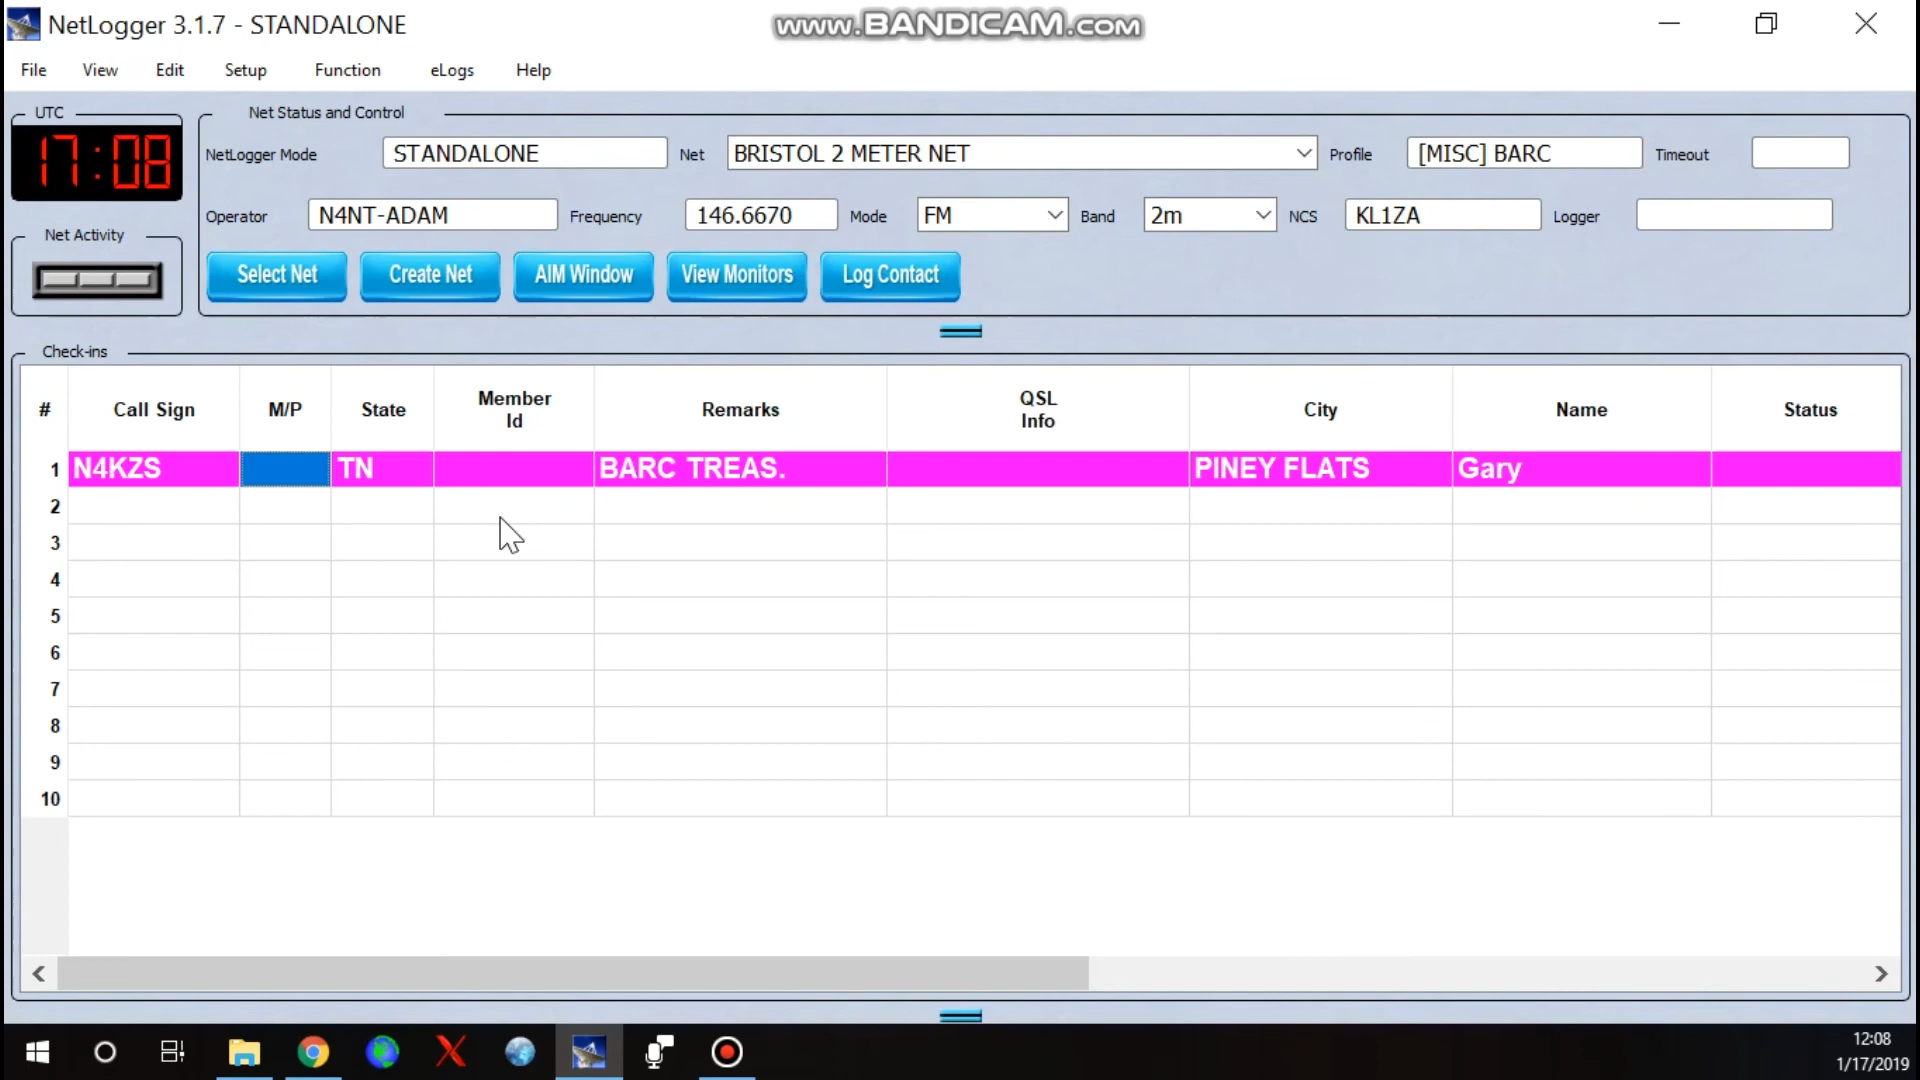 NetLogger 3.1.7 - STANDALONE
www.BANDICAM.com
File View Edit Setup Function eLogs Help
UTC
17:08
Net Activity
Net Status and Control
NetLogger Mode STANDALONE Net BRISTOL 2 METER NET Profile [MISC] BARC Timeout
Operator N4NT-ADAM Frequency 146.6670 Mode FM Band 2m NCS KL1ZA Logger
Select Net Create Net AIM Window View Monitors Log Contact
Check-ins
# Call Sign M/P State Member Id Remarks QSL Info City Name Status
1 N4KZS TN BARC TREAS. PINEY FLATS Gary
2
3
4
5
6
7
8
9
10
12:08
1/17/2019